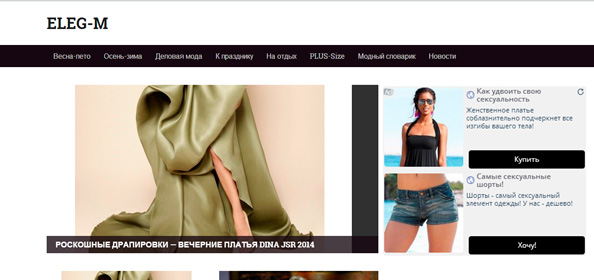 ELEG-M
Весна-лето Осень-зима Деловая мода К празднику На отдых PLUS-Size Модный словарик Новости
РОСКОШНЫЕ ДРАПИРОВКИ — ВЕЧЕРНИЕ ПЛАТЬЯ DINA JSR 2014
Как удвоить свою
сексуальность
Женственное платье
соблазнительно подчеркнет все
изгибы вашего тела!
Купить
Самые сексуальные
шорты!
Шорты - самый сексуальный
элемент одежды! У нас - дешево!
Хочу!